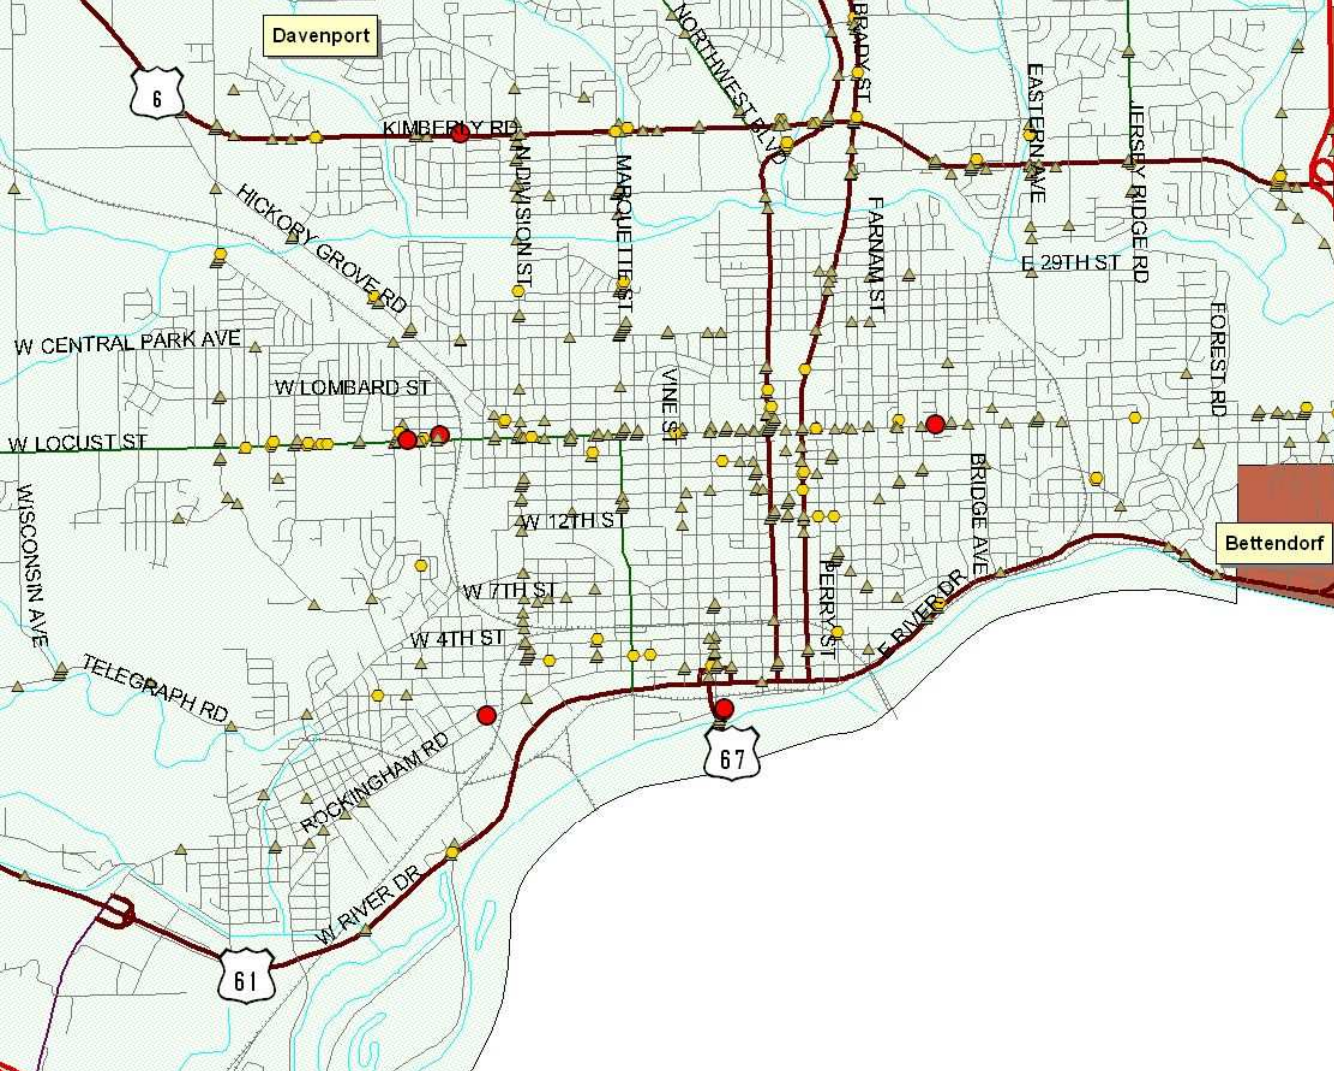 NORTHWEST BLVD
BRADY ST
Davenport
6
EASTERN AVE
JERSEY RIDGE RD
KIMBERLY RD
N DIVISION ST
MARQUETTE ST
HICKORY GROVE RD
FARNAM ST
E 29TH ST
W CENTRAL PARK AVE
FOREST RD
W LOMBARD ST
VINE ST
W LOCUST ST
BRIDGE AVE
WISCONSIN AVE
W 12TH ST
Bettendorf
W 7TH ST
PERRY ST
E RIVER DR
W 4TH ST
TELEGRAPH RD
67
ROCKINGHAM RD
W RIVER DR
61